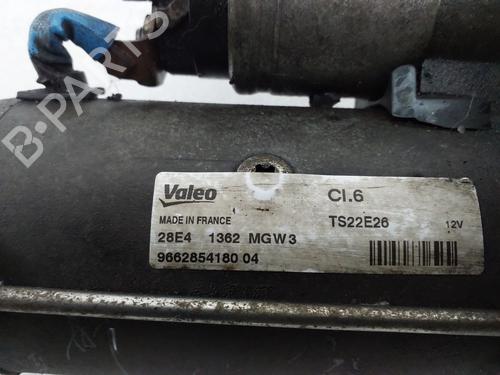 B-PARTS
Valeo
Cl.6
MADE IN FRANCE
TS22E26
12V
28E4 1362 MGW3
9662854180 04